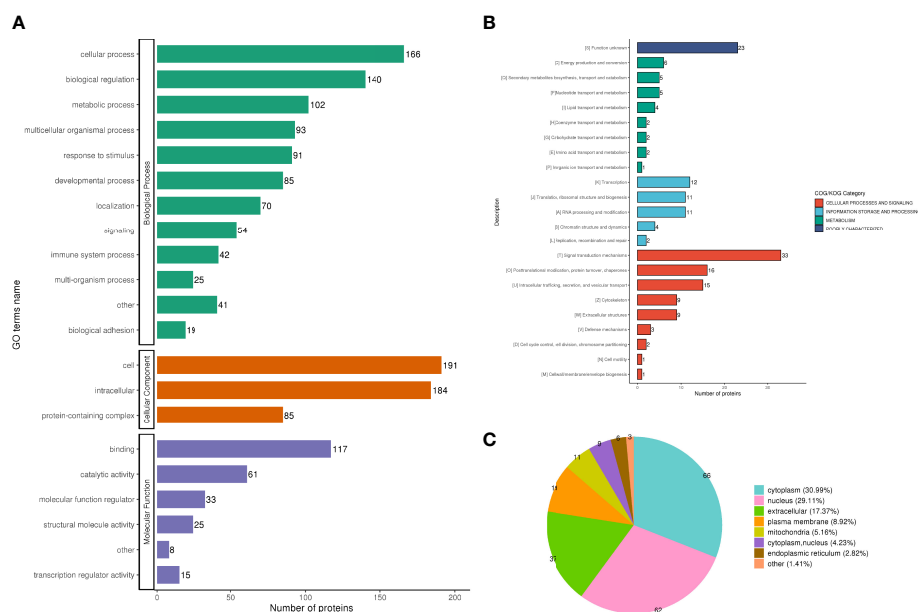 A
GO terms name
Biological Process
cellular process 166
biological regulation 140
metabolic process 102
multicellular organismal process 93
response to stimulus 91
developmental process 85
localization 70
signaling
immune system process 42
multi-organism process 25
other 41
biological adhesion 19
Cellular Component
cell 191
intracellular 184
protein-containing complex 85
Molecular Function
binding 117
catalytic activity 61
molecular function regulator 33
structural molecule activity 25
other 8
transcription regulator activity 15
0 50 100 150 200
Number of proteins
B
Description
[S] Function unknown 23
[C] Energy production and conversion 6
[Q] Secondary metabolites biosynthesis, transport and catabolism 5
[F]Nucleotide transport and metabolism 5
[I] Lipid transport and metabolism 4
[H]Coenzyme transport and metabolism 2
[G] Carbohydrate transport and metabolism 2
[E] Amino acid transport and metabolism 2
[P] Inorganic ion transport and metabolism 1
[K] Transcription 12
[J] Translation, ribosomal structure and biogenesis 11
[A] RNA processing and modification 11
Chromatin structure and dynamics 4
[L] Replication, recombination and repair 2
[T] Signal transduction mechanisms 33
[O] Posttranslational modification, protein turnover, chaperones 16
[U] Intracellular trafficking, secretion, and vesicular transport 15
[Z] Cytoskeleton 9
[W] Extracellular structures 9
[V] Defense mechanisms 3
[D] Cell cycle control, cell division, chromosome partitioning 2
[N] Cell motility 1
[M] Cell wall/membrane/envelope biogenesis 1
0 10 20 30
Number of proteins
COG/KOG Category
CELLULAR PROCESSES AND SIGNALING
INFORMATION STORAGE AND PROCESSING
METABOLISM
POORLY CHARACTERIZED
C
66
62
11
9
6
3
cytoplasm (30.99%)
nucleus (29.11%)
extracellular (17.37%)
plasma membrane (8.92%)
mitochondria (5.16%)
cytoplasm,nucleus (4.23%)
endoplasmic reticulum (2.82%)
other (1.41%)